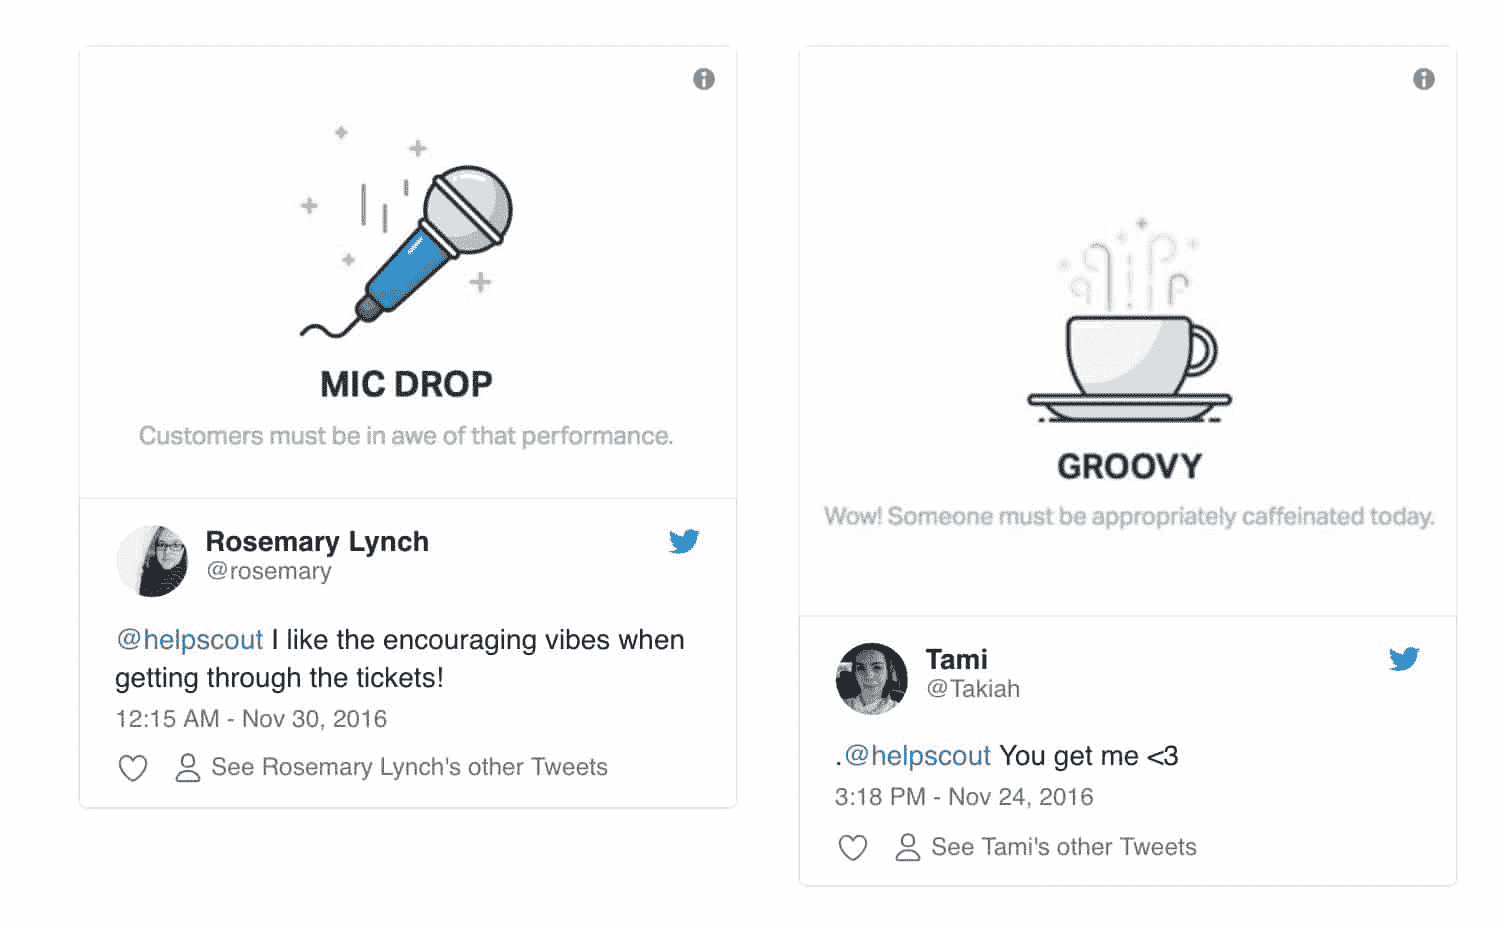 MIC DROP
Customers must be in awe of that performance.
Rosemary Lynch
@rosemary
@helpscout I like the encouraging vibes when
getting through the tickets!
12:15 AM - Nov 30, 2016
See Rosemary Lynch's other Tweets
GROOVY
Wow! Someone must be appropriately caffeinated today.
Tami
@Takiah
.@helpscout You get me <3
3:18 PM - Nov 24, 2016
See Tami's other Tweets